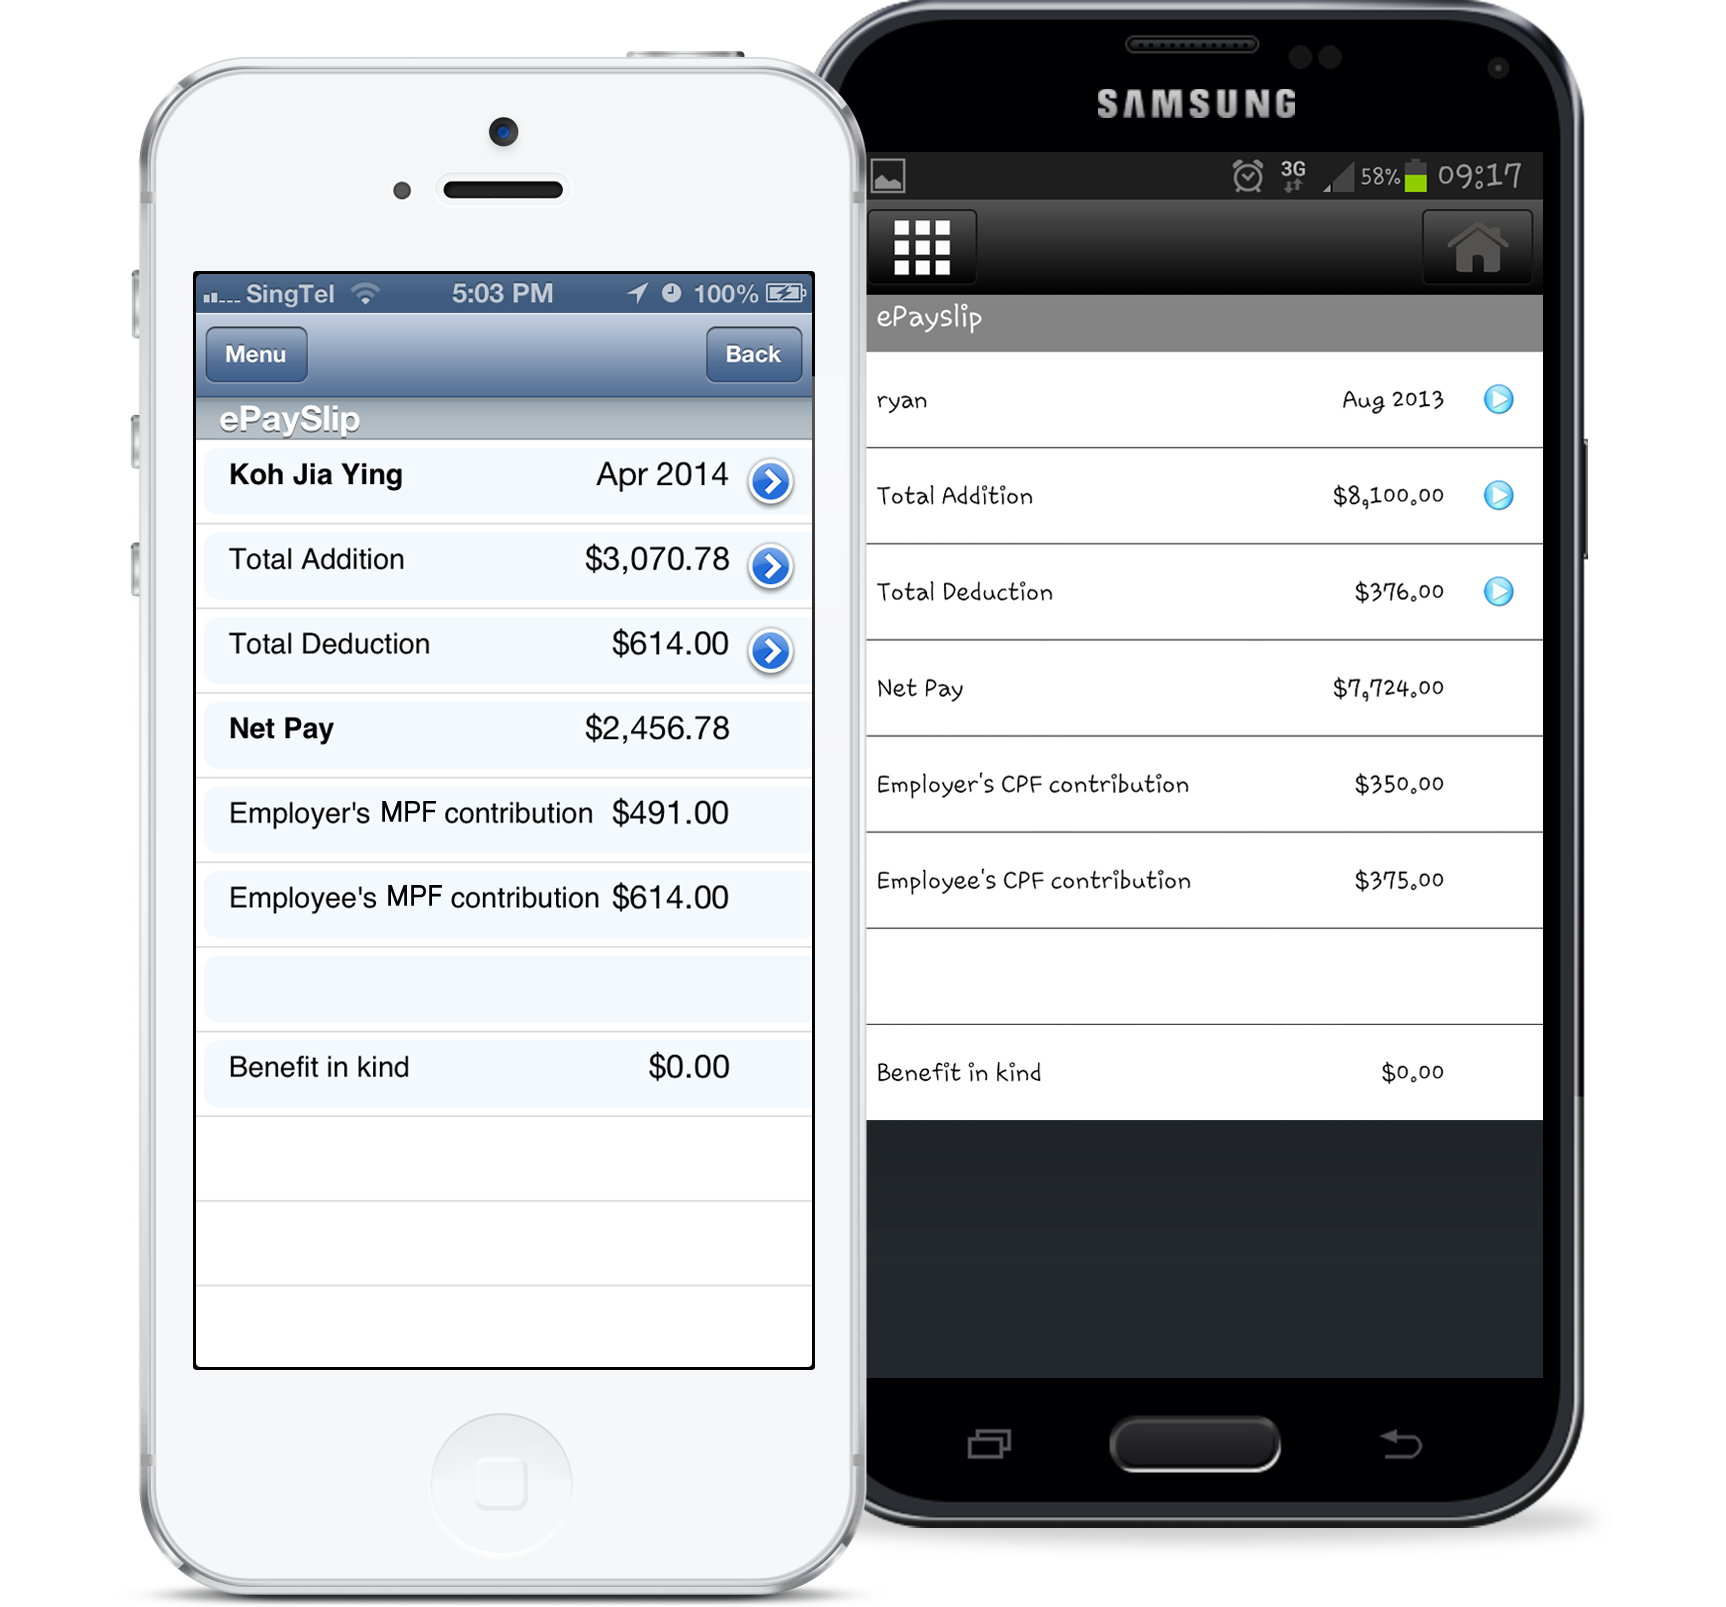 SingTel 5:03 PM 100%
Menu Back
ePaySlip
Koh Jia Ying Apr 2014
Total Addition $3,070.78
Total Deduction $614.00
Net Pay $2,456.78
Employer's MPF contribution $491.00
Employee's MPF contribution $614.00
Benefit in kind $0.00
SAMSUNG
3G 58% 09:17
ePayslip
ryan Aug 2013
Total Addition $8,100.00
Total Deduction $376.00
Net Pay $7,724.00
Employer's CPF contribution $350.00
Employee's CPF contribution $375.00
Benefit in kind $0.00